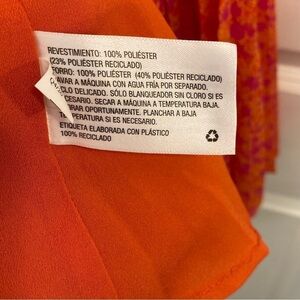 REVESTIMIENTO: 100% POLIÉSTER
(23% POLIÉSTER RECICLADO)
FORRO: 100% POLIÉSTER (40% POLIÉSTER RECICLADO)
LAVAR A MÁQUINA CON AGUA FRÍA POR SEPARADO.
CICLO DELICADO. SÓLO BLANQUEADOR SIN CLORO SI ES
NECESARIO. SECAR A MÁQUINA A TEMPERATURA BAJA.
RETIRAR OPORTUNAMENTE. PLANCHAR A BAJA
TEMPERATURA SI ES NECESARIO.
ETIQUETA ELABORADA CON PLÁSTICO
100% RECICLADO